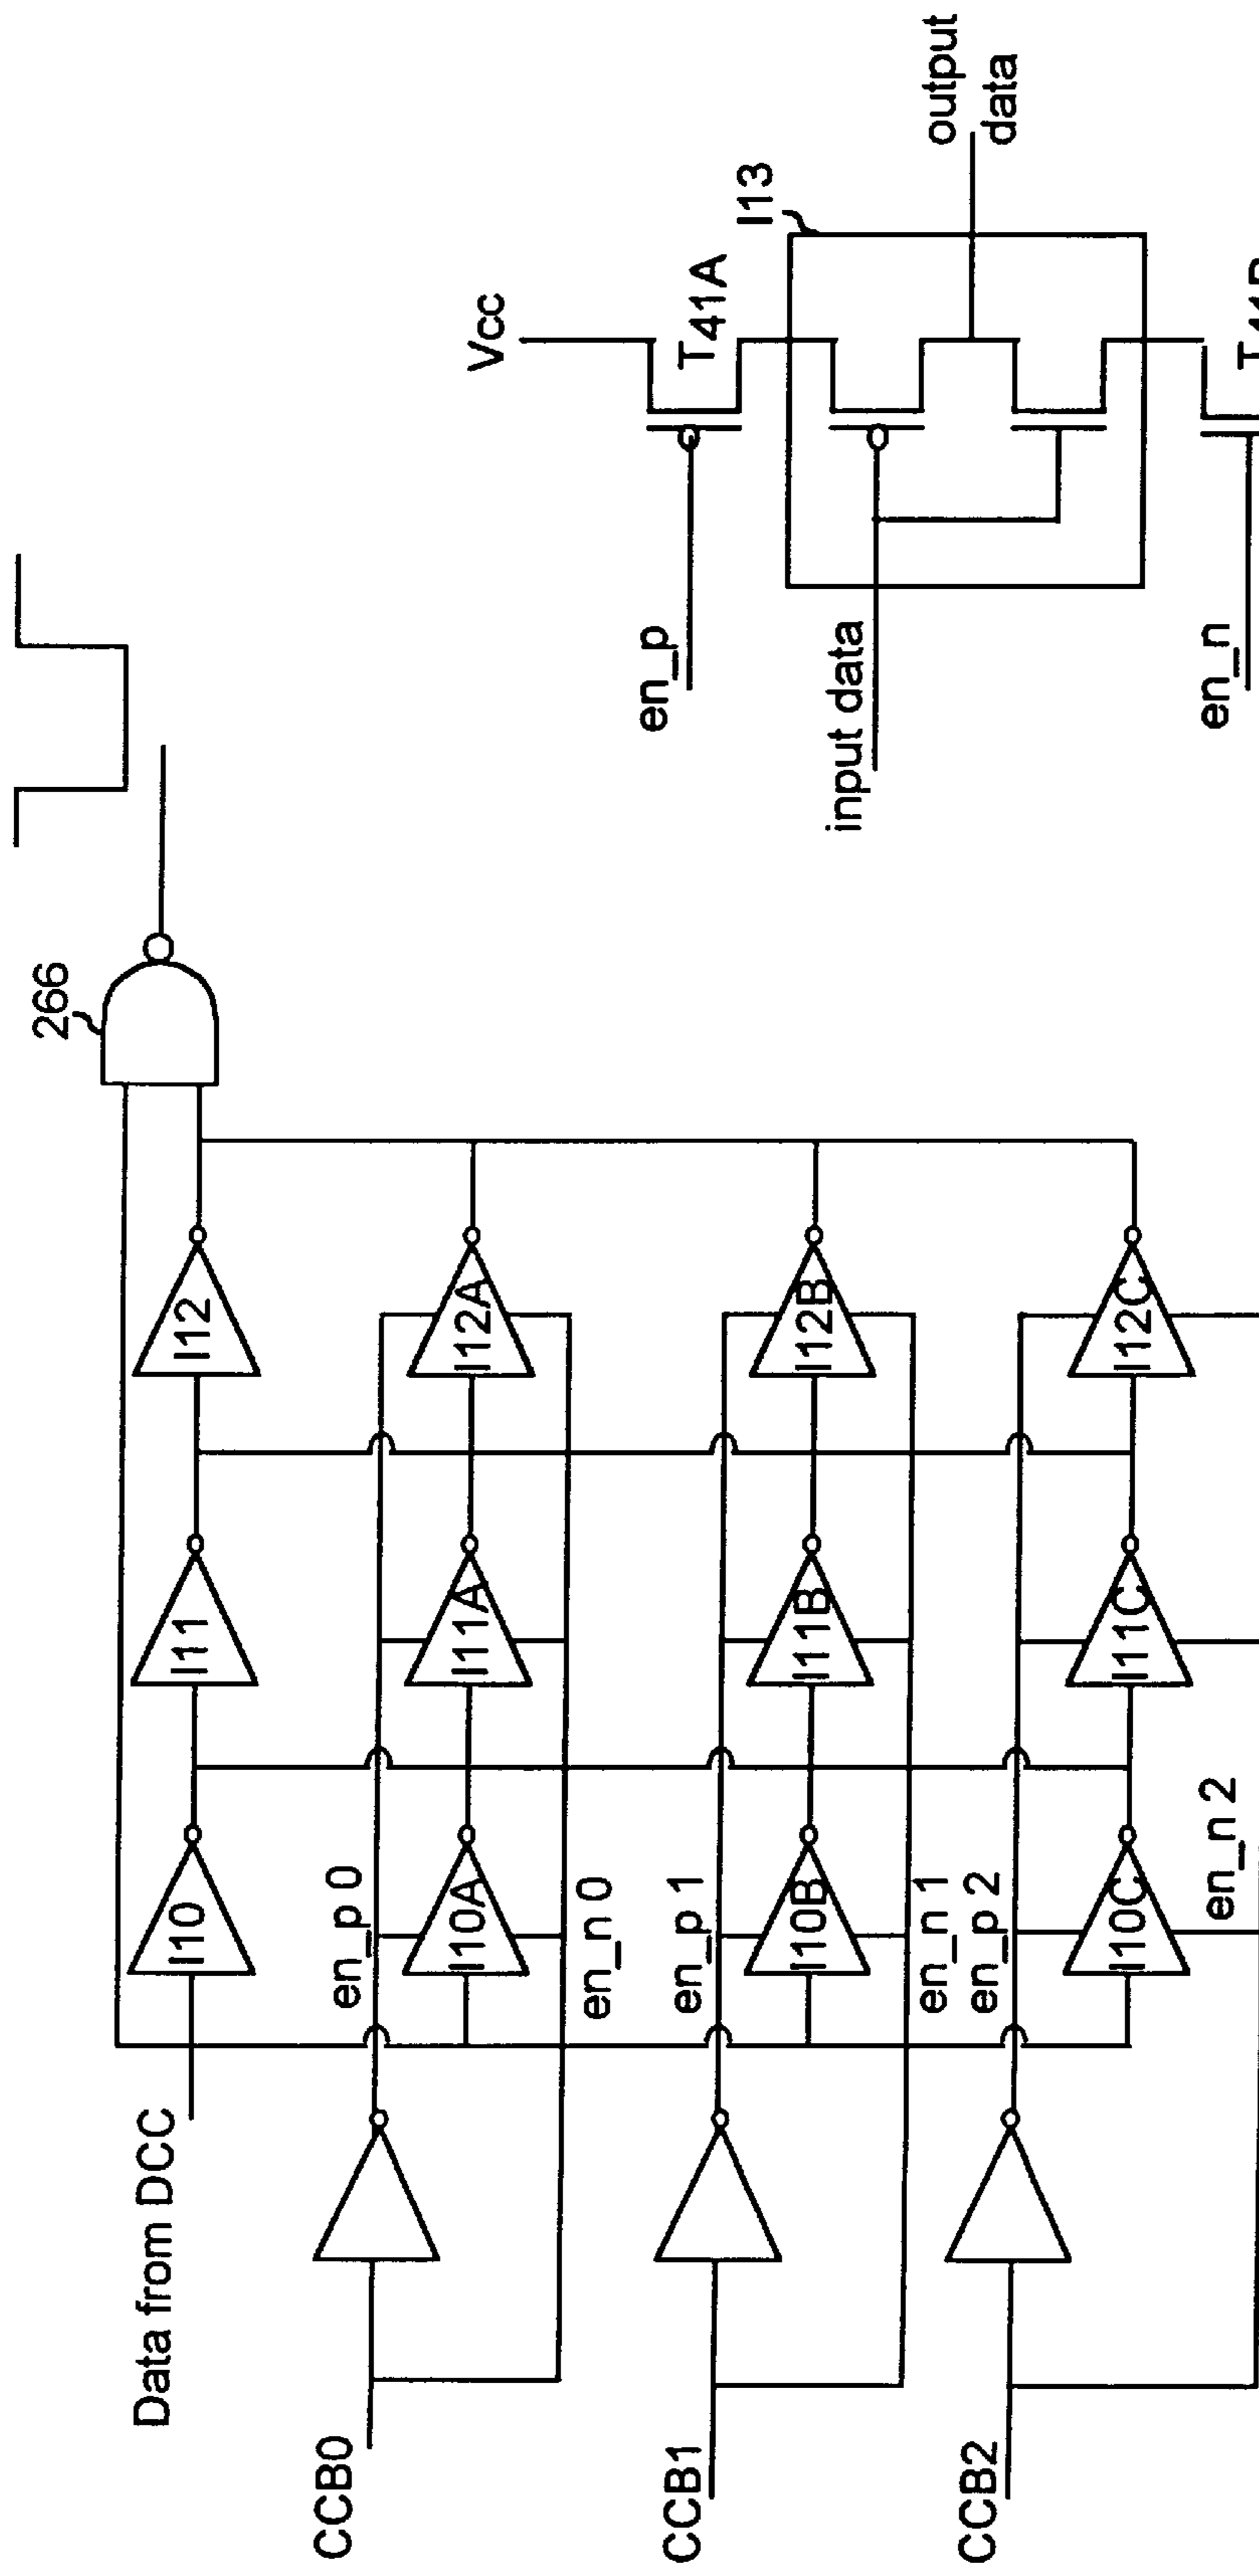 266
Data from DCC
I10
I11
I12
CCB0
en_p 0
I10A
I11A
I12A
en_n 0
CCB1
en_p 1
I10B
I11B
I12B
en_n 1
CCB2
en_p 2
I10C
I11C
I12C
en_n 2
Vcc
en_p
T41A
I13
input data
output
data
en_n